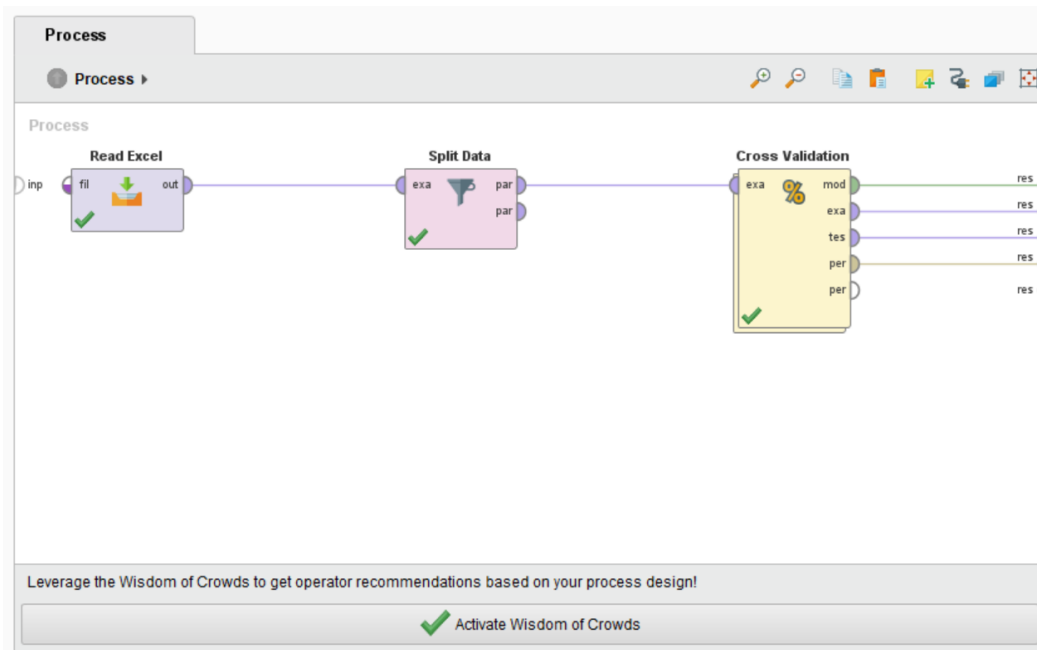 Process
Process
Process
Read Excel
Split Data
Cross Validation
inp
fil
out
exa
par
par
exa
mod
exa
tes
per
per
res
res
res
res
res
Leverage the Wisdom of Crowds to get operator recommendations based on your process design!
Activate Wisdom of Crowds